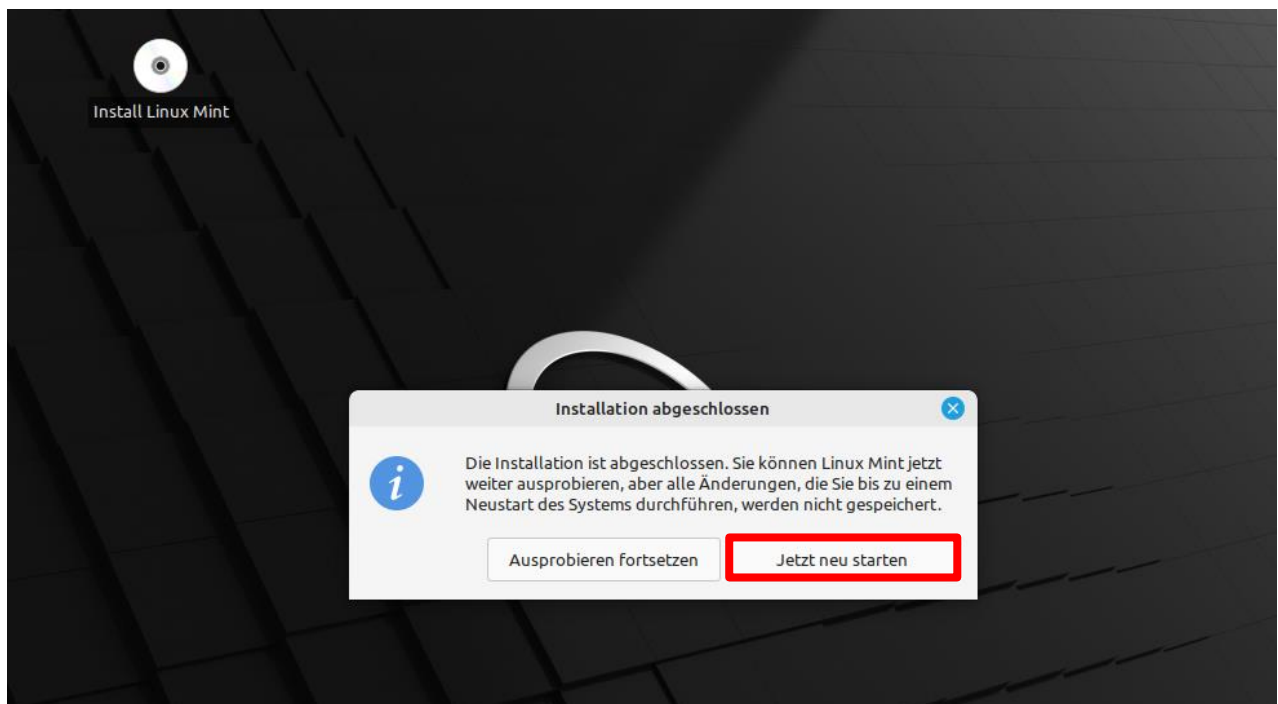 Install Linux Mint
Installation abgeschlossen
Die Installation ist abgeschlossen. Sie können Linux Mint jetzt
weiter ausprobieren, aber alle Änderungen, die Sie bis zu einem
Neustart des Systems durchführen, werden nicht gespeichert.
Ausprobieren fortsetzen
Jetzt neu starten